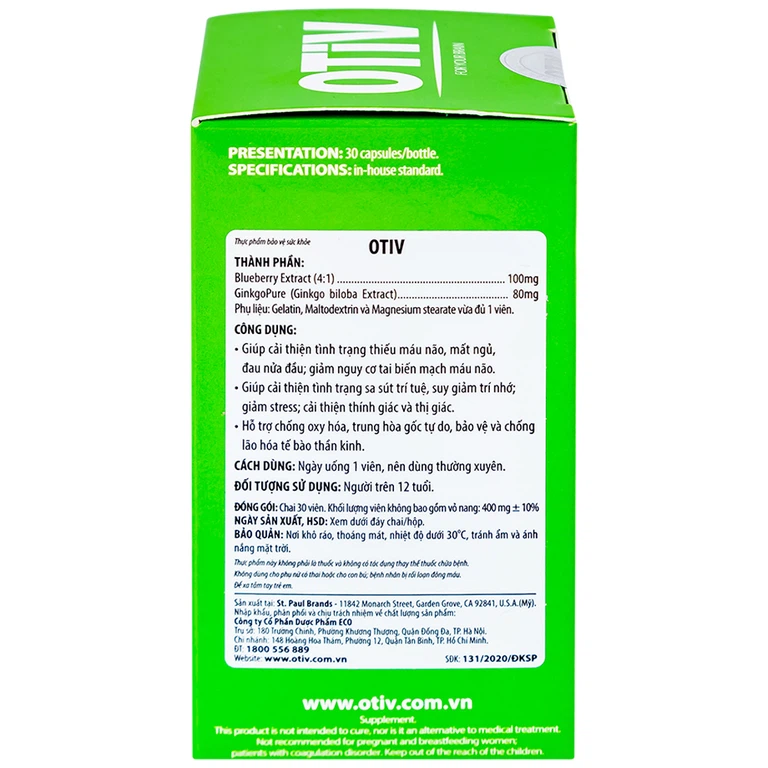 OTiV
FOR YOUR BRAIN
PRESENTATION: 30 capsules/bottle.
SPECIFICATIONS: in-house standard.
Thực phẩm bảo vệ sức khỏe
OTIV
THÀNH PHẦN:
Blueberry Extract (4:1) ........................................................ 100mg
GinkgoPure (Ginkgo biloba Extract)..................................... 80mg
Phụ liệu: Gelatin, Maltodextrin và Magnesium stearate vừa đủ 1 viên.
CÔNG DỤNG:
• Giúp cải thiện tình trạng thiếu máu não, mất ngủ,
đau nửa đầu; giảm nguy cơ tai biến mạch máu não.
• Giúp cải thiện tình trạng sa sút trí tuệ, suy giảm trí nhớ;
giảm stress; cải thiện thính giác và thị giác.
• Hỗ trợ chống oxy hóa, trung hòa gốc tự do, bảo vệ và chống
lão hóa tế bào thần kinh.
CÁCH DÙNG: Ngày uống 1 viên, nên dùng thường xuyên.
ĐỐI TƯỢNG SỬ DỤNG: Người trên 12 tuổi.
ĐÓNG GÓI: Chai 30 viên. Khối lượng viên không bao gồm vỏ nang: 400 mg ± 10%
NGÀY SẢN XUẤT, HSD: Xem dưới đáy chai/hộp.
BẢO QUẢN: Nơi khô ráo, thoáng mát, nhiệt độ dưới 30°C, tránh ẩm và ánh
nắng mặt trời.
Thực phẩm này không phải là thuốc và không có tác dụng thay thế thuốc chữa bệnh.
Không dùng cho phụ nữ có thai hoặc cho con bú; bệnh nhân bị rối loạn đông máu.
Để xa tầm tay trẻ em.
Sản xuất tại: St. Paul Brands - 11842 Monarch Street, Garden Grove, CA 92841, U.S.A.(Mỹ).
Nhập khẩu, phân phối và chịu trách nhiệm về chất lượng sản phẩm:
Công ty Cổ Phần Dược Phẩm ECO
Trụ sở: 180 Trường Chinh, Phường Khương Thượng, Quận Đống Đa, TP. Hà Nội.
Chi nhánh: 148 Hoàng Hoa Thám, Phường 12, Quận Tân Bình, TP. Hồ Chí Minh.
ĐT: 1800 556 889
Website: www.otiv.com.vn SĐK: 131/2020/ĐKSP
www.otiv.com.vn
Supplement.
This product is not intended to cure, nor is it an alternative to medical treatment.
Not recommended for pregnant and breastfeeding women;
patients with coagulation disorder. Keep out of the reach of the children.